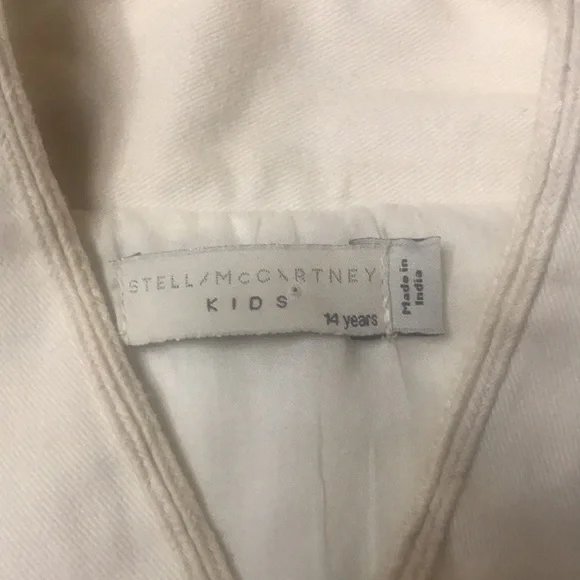 STELLA McCARTNEY
KIDS
14 years
Made in
India